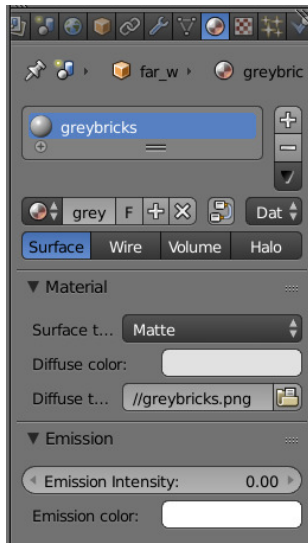 far_w greybric
greybricks
grey F Dat
Surface Wire Volume Halo
Material
Surface t... Matte
Diffuse color:
Diffuse t... //greybricks.png
Emission
Emission Intensity: 0.00
Emission color: